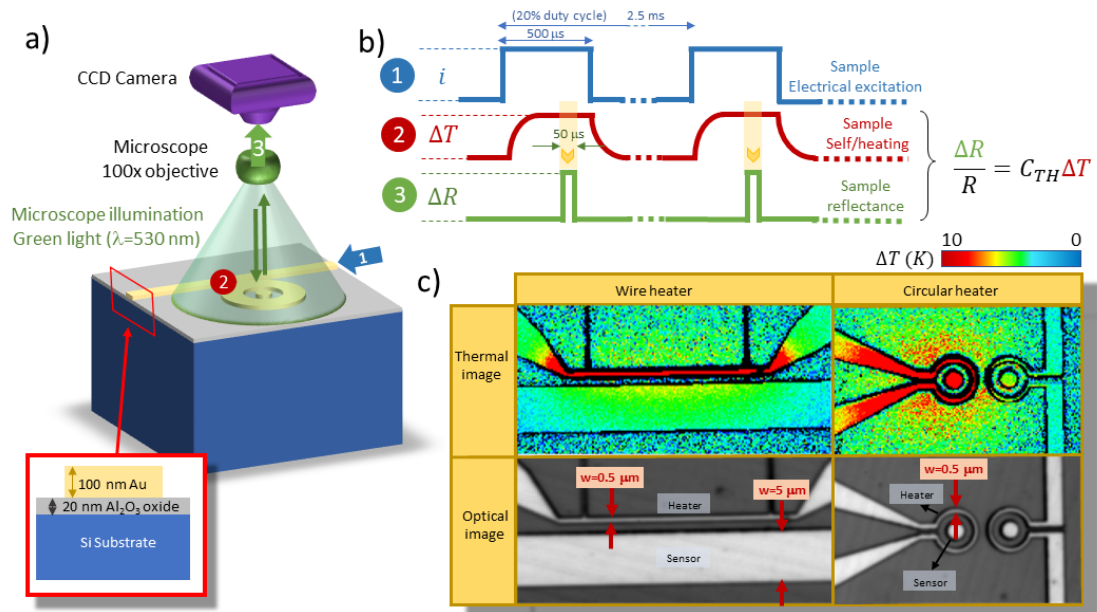 a)
CCD Camera
3
Microscope
100x objective
Microscope illumination
Green light (λ=530 nm)
2
1
100 nm Au
20 nm Al₂O₃ oxide
Si Substrate
b)
(20% duty cycle) 2.5 ms
500 μs
1 i
Sample
Electrical excitation
2 ΔT
50 μs
Sample
Self/heating
3 ΔR
Sample
reflectance
ΔR
R
= C_TH ΔT
ΔT (K) 10 0
c)
Wire heater
Circular heater
Thermal
image
Optical
image
w=0.5 μm
Heater
w=5 μm
Sensor
w=0.5 μm
Heater
Sensor